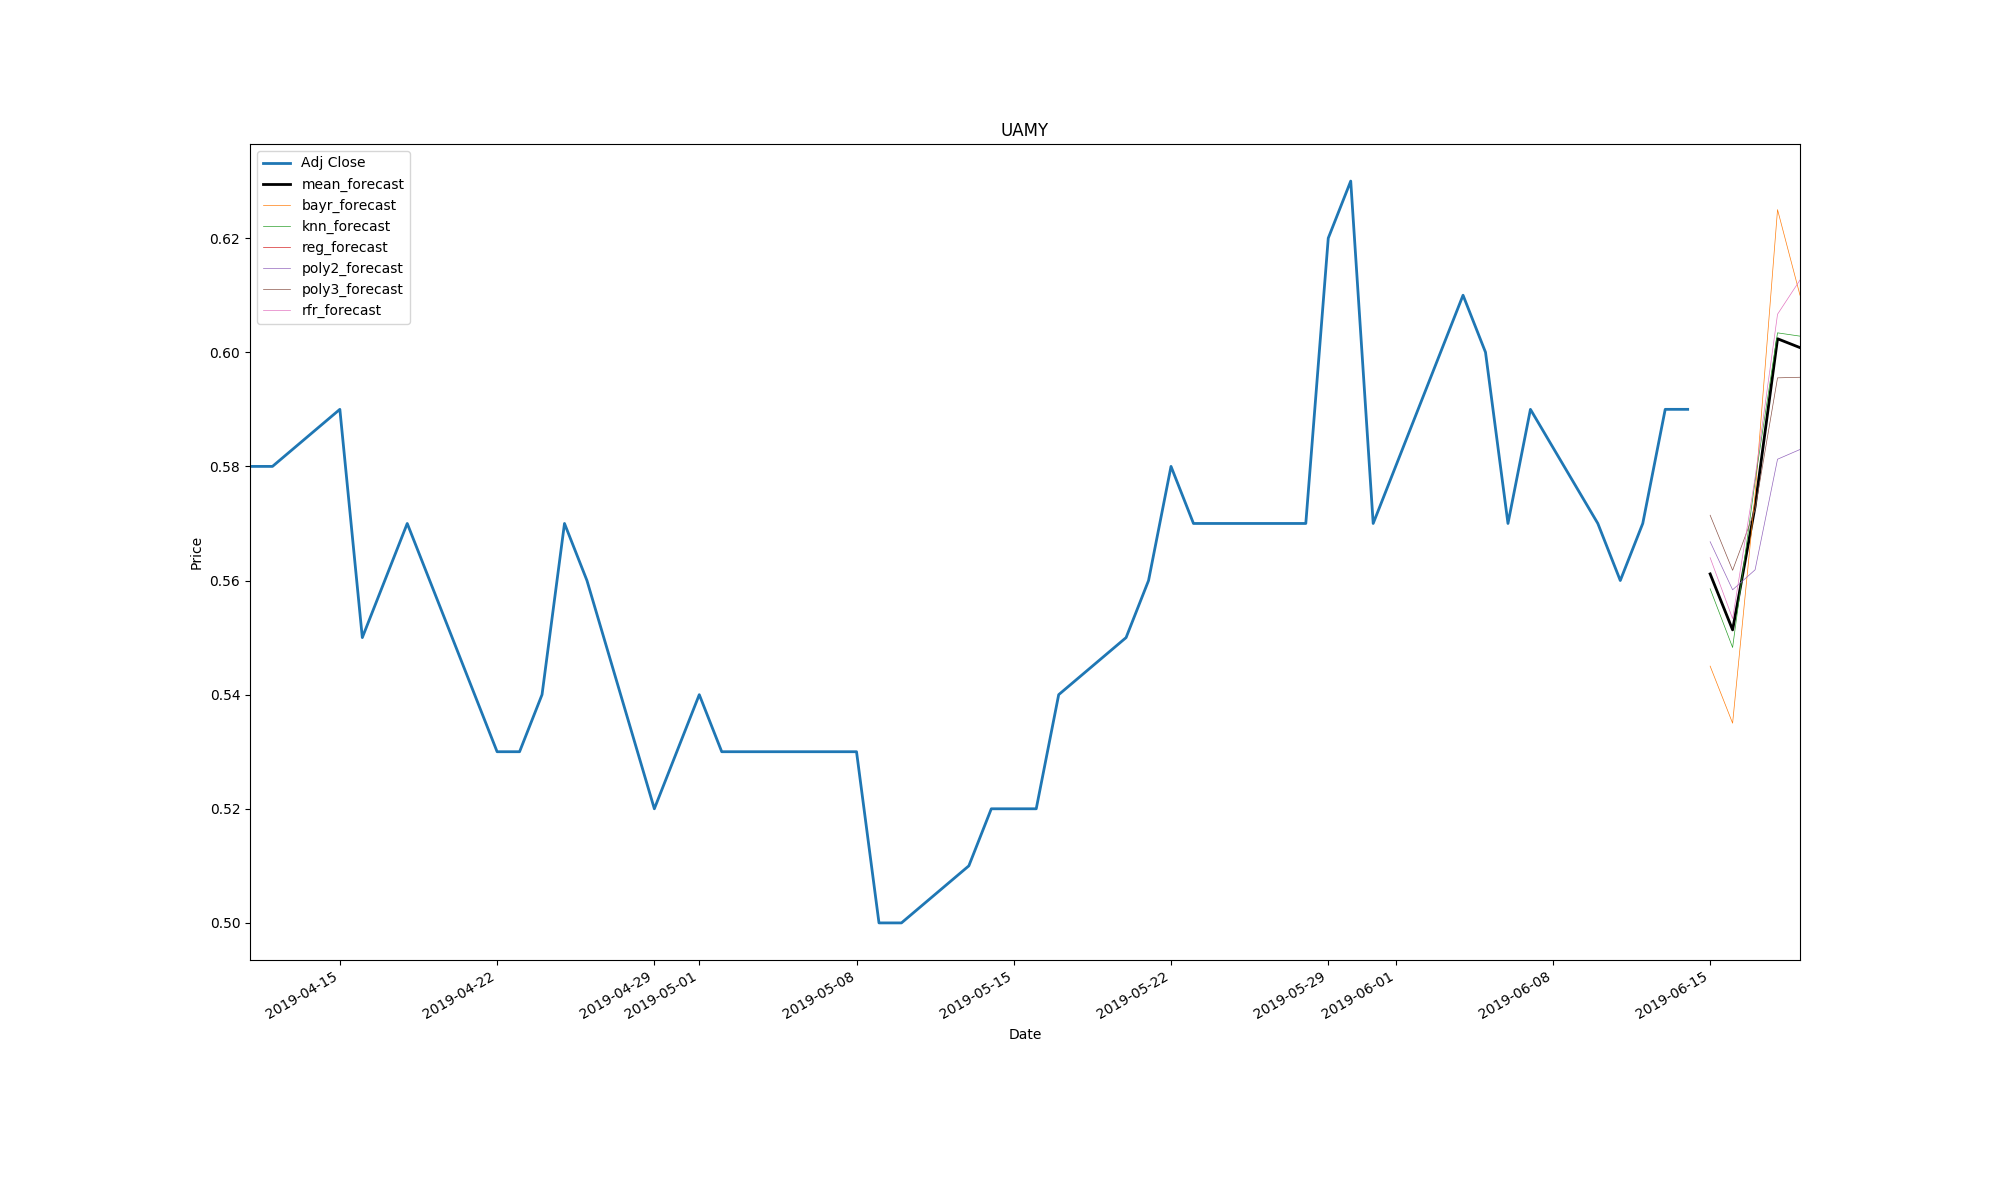 UAMY
Adj Close
mean_forecast
bayr_forecast
knn_forecast
reg_forecast
poly2_forecast
poly3_forecast
rfr_forecast
0.62
0.60
0.58
0.56
0.54
0.52
0.50
Price
2019-04-15
2019-04-22
2019-04-29
2019-05-01
2019-05-08
2019-05-15
2019-05-22
2019-05-29
2019-06-01
2019-06-08
2019-06-15
Date